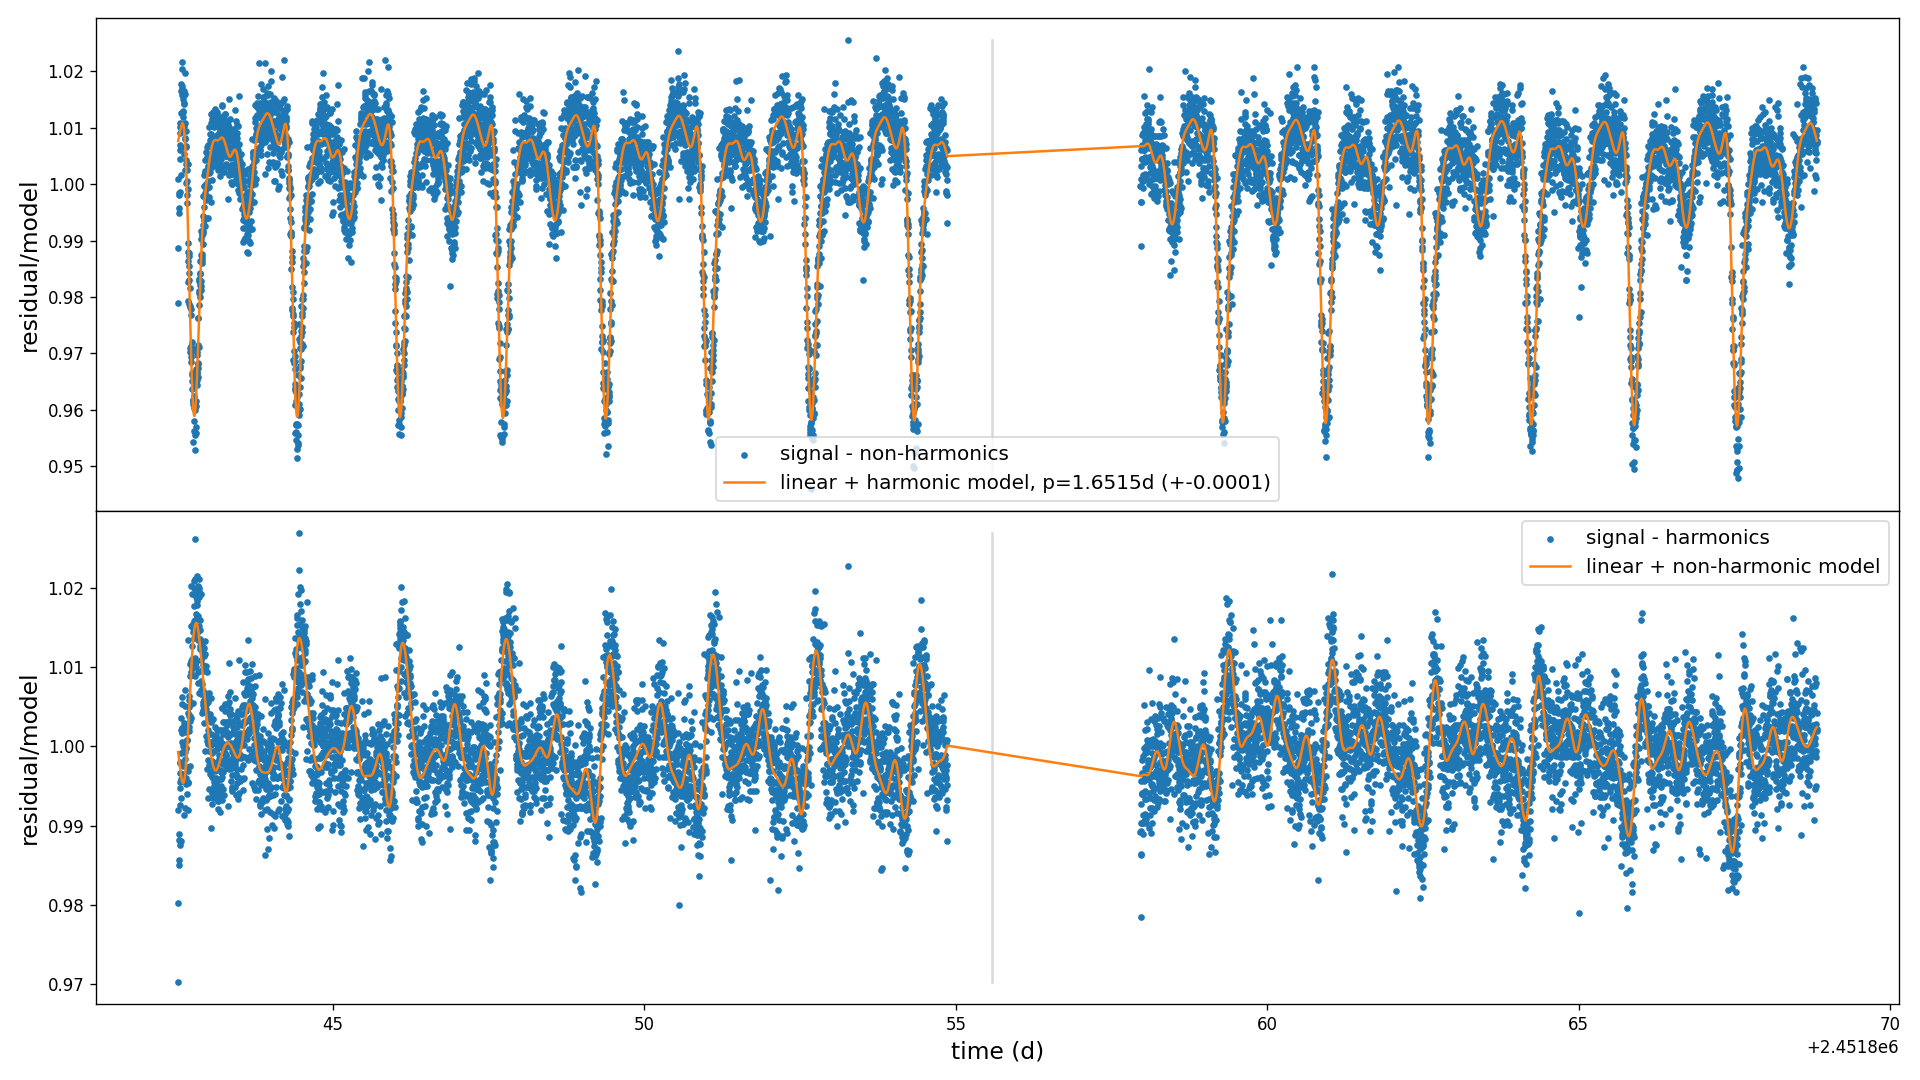 1.02
1.01
1.00
0.99
0.98
0.97
0.96
0.95
residual/model
signal - non-harmonics
linear + harmonic model, p=1.6515d (+-0.0001)
1.02
1.01
1.00
0.99
0.98
0.97
residual/model
signal - harmonics
linear + non-harmonic model
45
50
55
60
65
70
time (d)
+2.4518e6